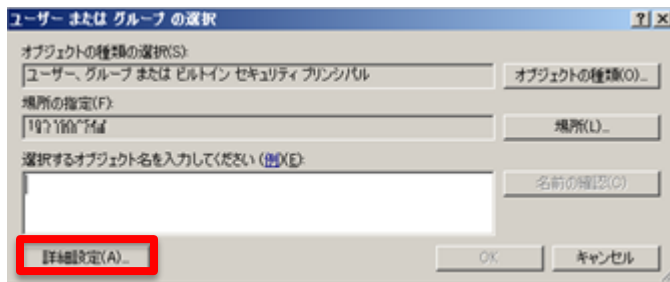 ユーザー または グループ の選択
オブジェクトの種類の選択(S):
ユーザー、グループ または ビルトイン セキュリティ プリンシパル
オブジェクトの種類(O)...
場所の指定(F):
場所(L)...
選択するオブジェクト名を入力してください (例)(E):
名前の確認(C)
詳細設定(A)...
OK
キャンセル